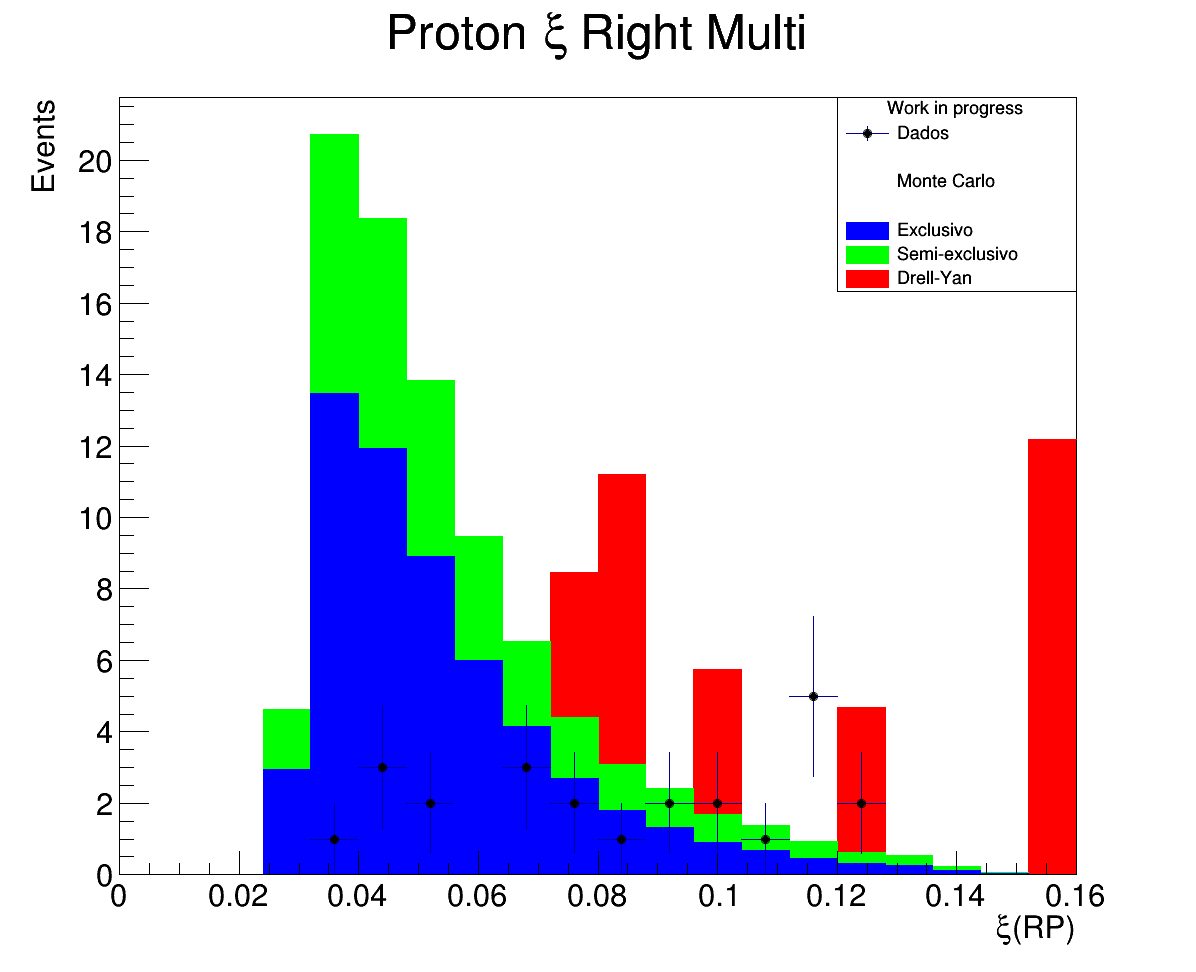 Proton ξ Right Multi
Events
20
18
16
14
12
10
8
6
4
2
0
Work in progress
Dados
Monte Carlo
Exclusivo
Semi-exclusivo
Drell-Yan
0 0.02 0.04 0.06 0.08 0.1 0.12 0.14 0.16
ξ(RP)